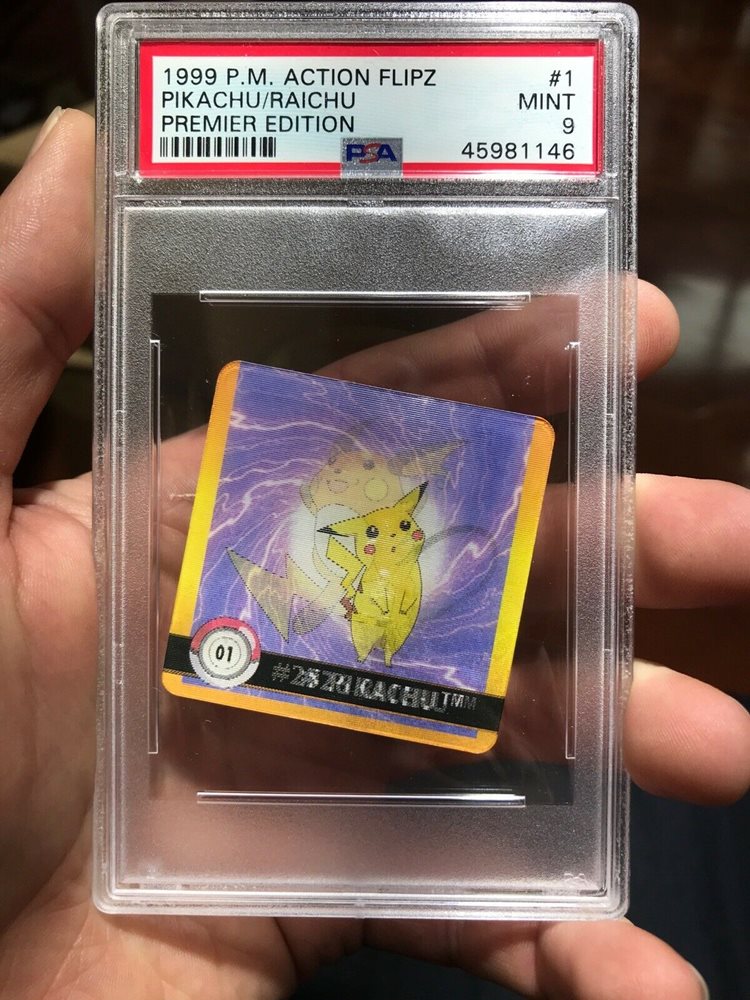 1999 P.M. ACTION FLIPZ #1
PIKACHU/RAICHU MINT
PREMIER EDITION 9
PSA 45981146
01